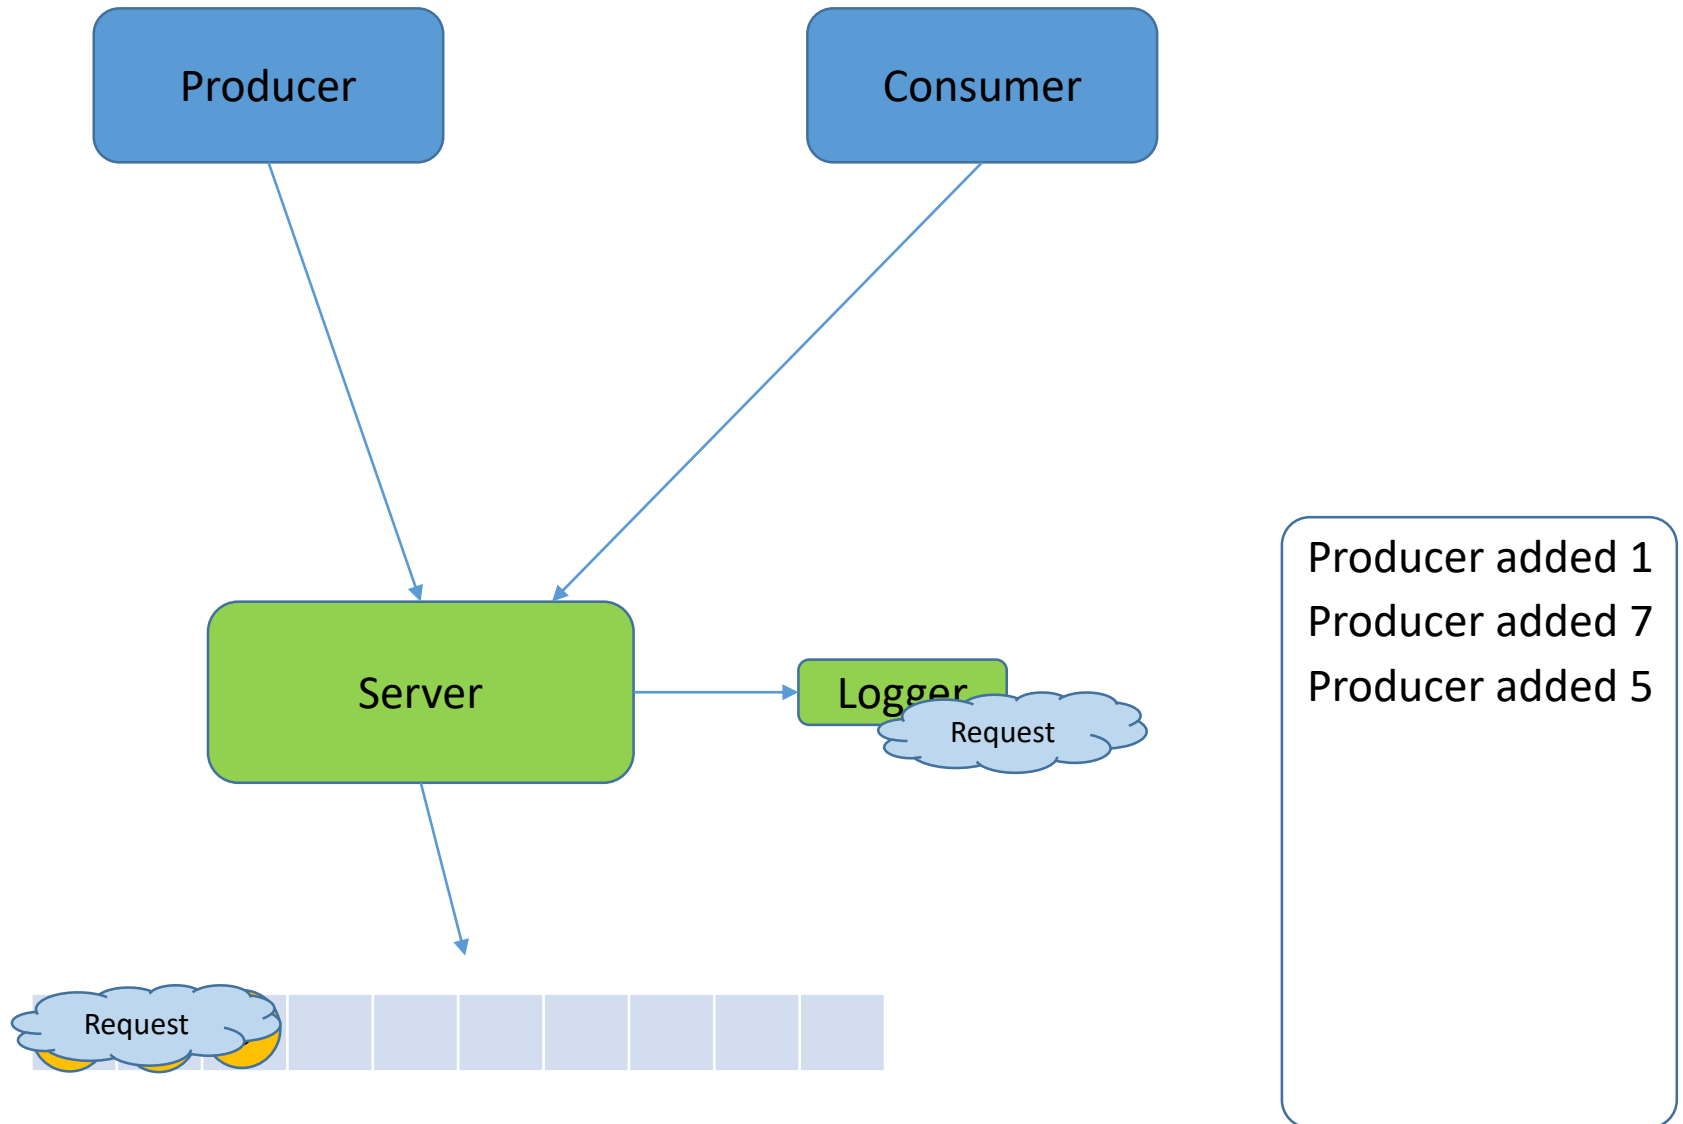 Producer
Consumer
Server
Logger
Request
Producer added 1
Producer added 7
Producer added 5
Request